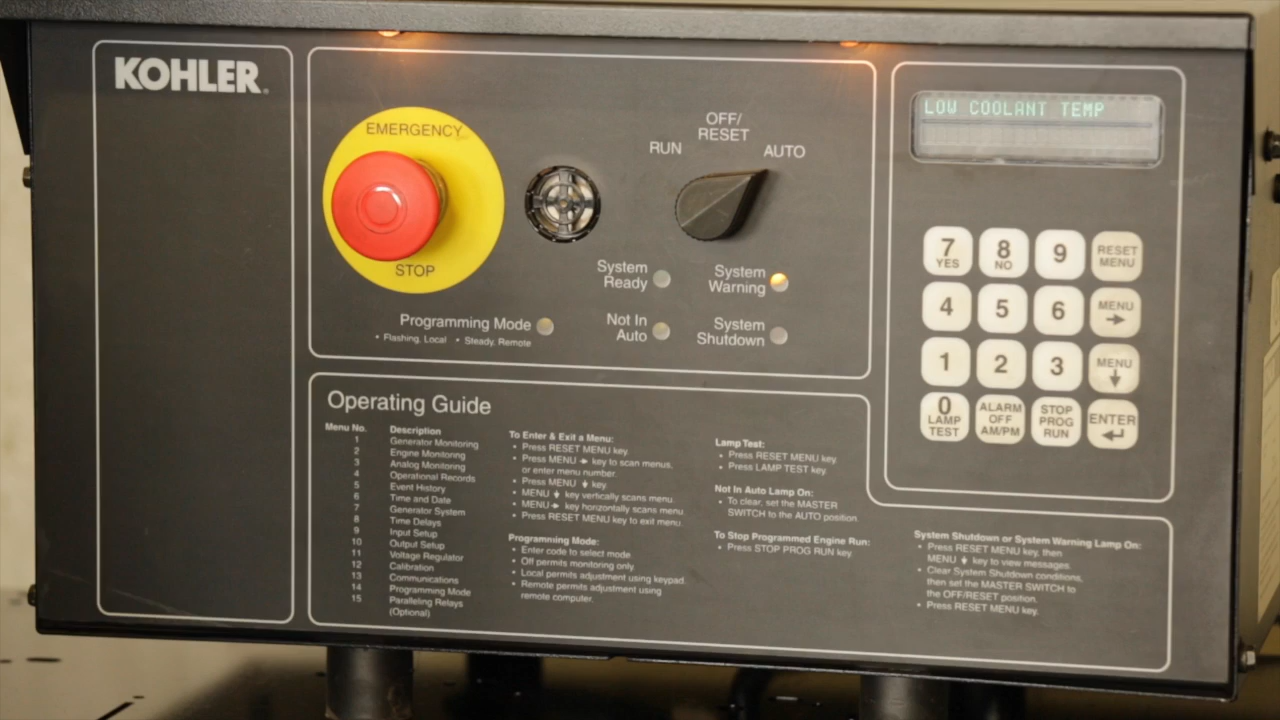 KOHLER.
EMERGENCY
STOP
OFF/
RESET
RUN
AUTO
System
Ready
System
Warning
Programming Mode
• Flashing, Local • Steady, Remote
Not In
Auto
System
Shutdown
LOW COOLANT TEMP
7
YES
8
NO
9
RESET
MENU
4
5
6
MENU
→
1
2
3
MENU
↓
0
LAMP
TEST
ALARM
OFF
AM/PM
STOP
PROG
RUN
ENTER
↵
Operating Guide
Menu No. Description
1 Generator Monitoring
2 Engine Monitoring
3 Analog Monitoring
4 Operational Records
5 Event History
6 Time and Date
7 Generator System
8 Time Delays
9 Input Setup
10 Output Setup
11 Voltage Regulator
12 Calibration
13 Communications
14 Programming Mode
15 Paralleling Relays
(Optional)
To Enter & Exit a Menu:
• Press RESET MENU key.
• Press MENU → key to scan menus,
or enter menu number.
• Press MENU ↓ key.
• MENU ↓ key vertically scans menu.
• MENU → key horizontally scans menu.
• Press RESET MENU key to exit menu.
Programming Mode:
• Enter code to select mode.
• Off permits monitoring only.
• Local permits adjustment using keypad.
• Remote permits adjustment using
remote computer.
Lamp Test:
• Press RESET MENU key.
• Press LAMP TEST key.
Not In Auto Lamp On:
• To clear, set the MASTER
SWITCH to the AUTO position.
To Stop Programmed Engine Run:
• Press STOP PROG RUN key.
System Shutdown or System Warning Lamp On:
• Press RESET MENU key, then
MENU ↓ key to view messages.
• Clear System Shutdown conditions,
then set the MASTER SWITCH to
the OFF/RESET position.
• Press RESET MENU key.